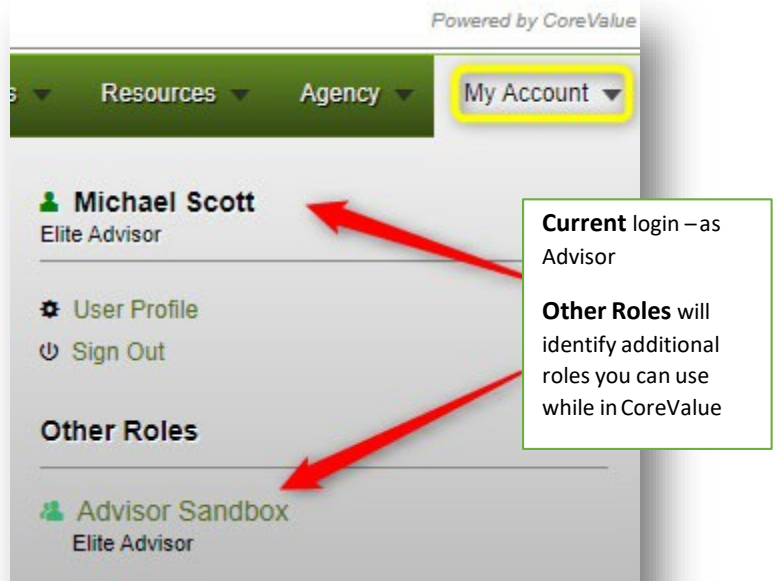 Powered by CoreValue
s Resources Agency My Account
Michael Scott
Elite Advisor
User Profile
Sign Out
Other Roles
Advisor Sandbox
Elite Advisor
Current login – as
Advisor
Other Roles will
identify additional
roles you can use
while in CoreValue